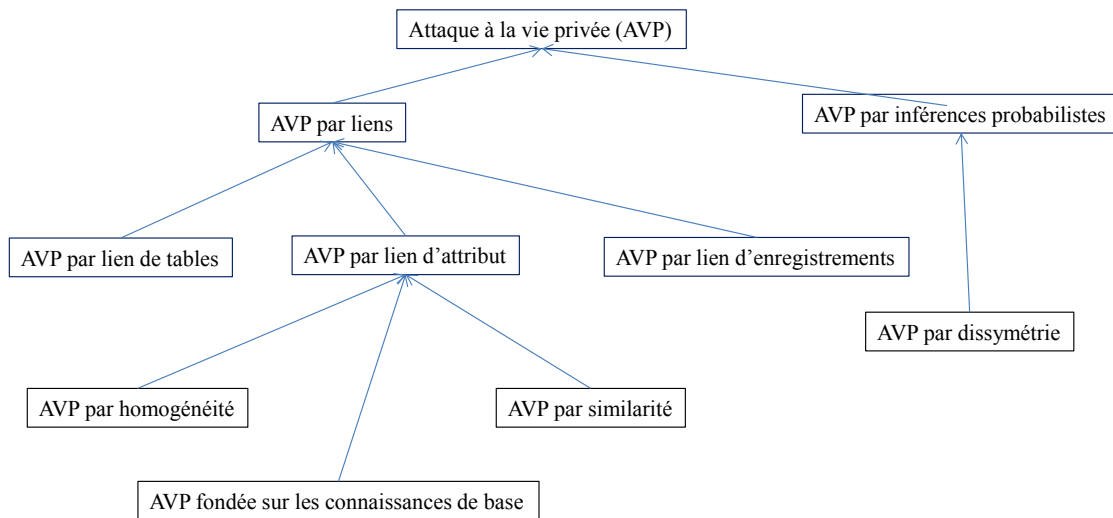 Attaque à la vie privée (AVP)
AVP par liens
AVP par inférences probabilistes
AVP par lien de tables
AVP par lien d’attribut
AVP par lien d’enregistrements
AVP par dissymétrie
AVP par homogénéité
AVP par similarité
AVP fondée sur les connaissances de base